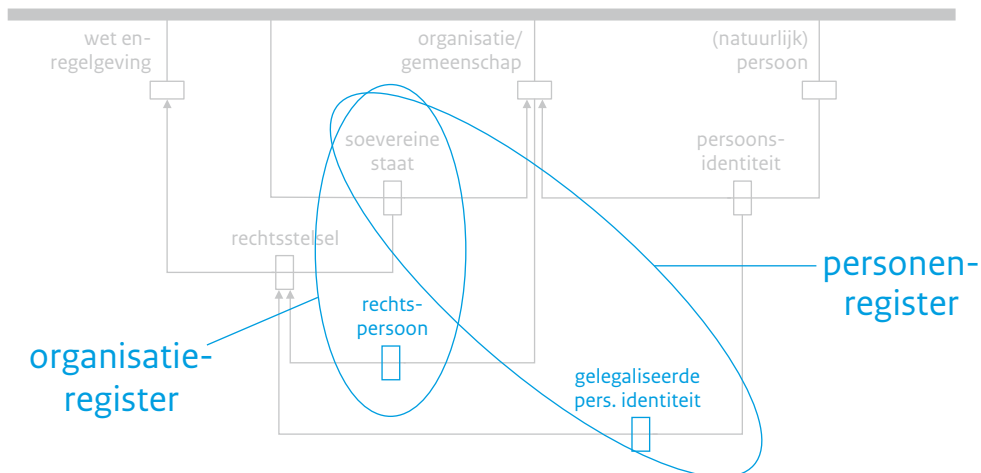 wet en-
regelgeving
organisatie/
gemeenschap
(natuurlijk)
persoon
soevereine
staat
persoons-
identiteit
rechtsstelsel
personen-
register
rechts-
persoon
organisatie-
register
gelegaliseerde
pers. identiteit